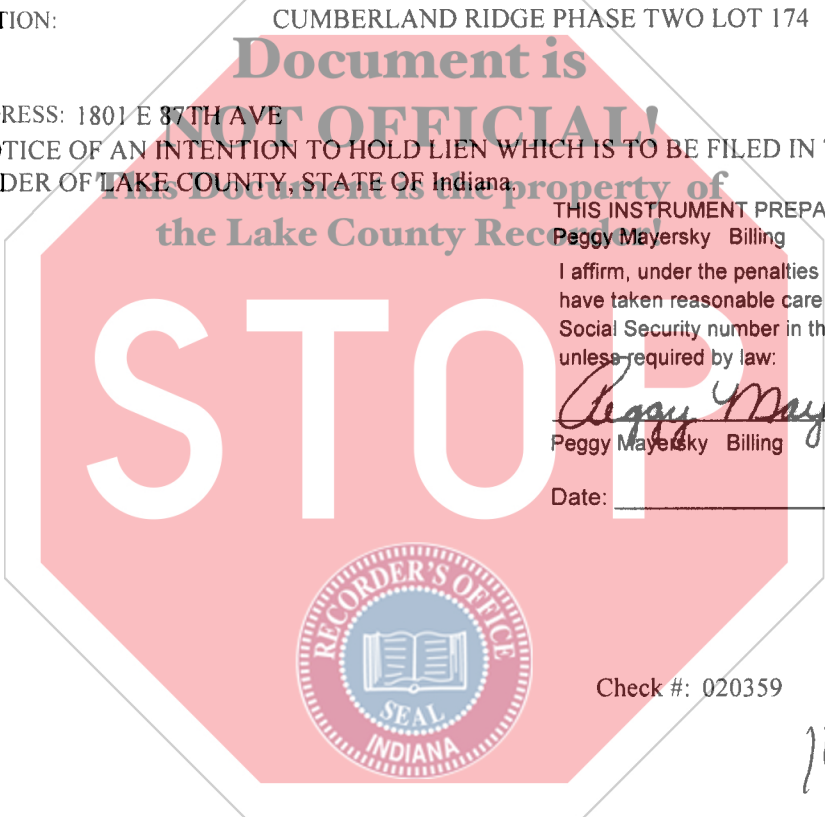 TION: CUMBERLAND RIDGE PHASE TWO LOT 174
Document is
RESS: 1801 E 87TH AVE
NOT OFFICIAL!
TICE OF AN INTENTION TO HOLD LIEN WHICH IS TO BE FILED IN
DER OF LAKE COUNTY, STATE OF Indiana.
This Document is the property of
the Lake County Recorder!
THIS INSTRUMENT PREPA
Peggy Mayersky Billing
I affirm, under the penalties
have taken reasonable care
Social Security number in th
unless required by law:
Peggy May
Peggy Mayersky Billing
Date:
STOP
RECORDER'S OFFICE
SEAL
INDIANA
Check #: 020359